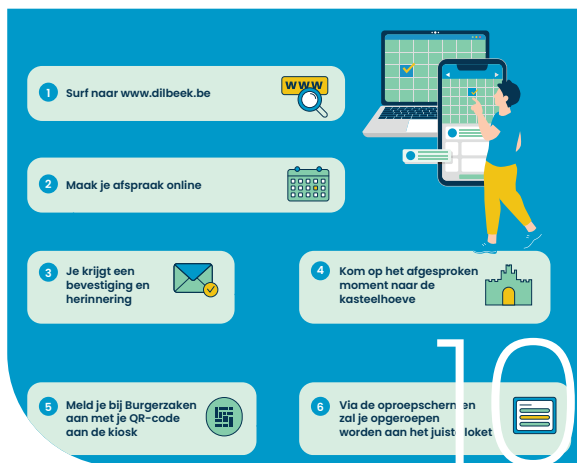 WWW
1 Surf naar www.dilbeek.be
2 Maak je afspraak online
3 Je krijgt een
bevestiging en
herinnering
4 Kom op het afgesproken
moment naar de
kasteelhoeve
5 Meld je bij Burgerzaken
aan met je QR-code
aan de kiosk
6 Via de oproepschermen
zal je opgeroepen
worden aan het juiste loket
10